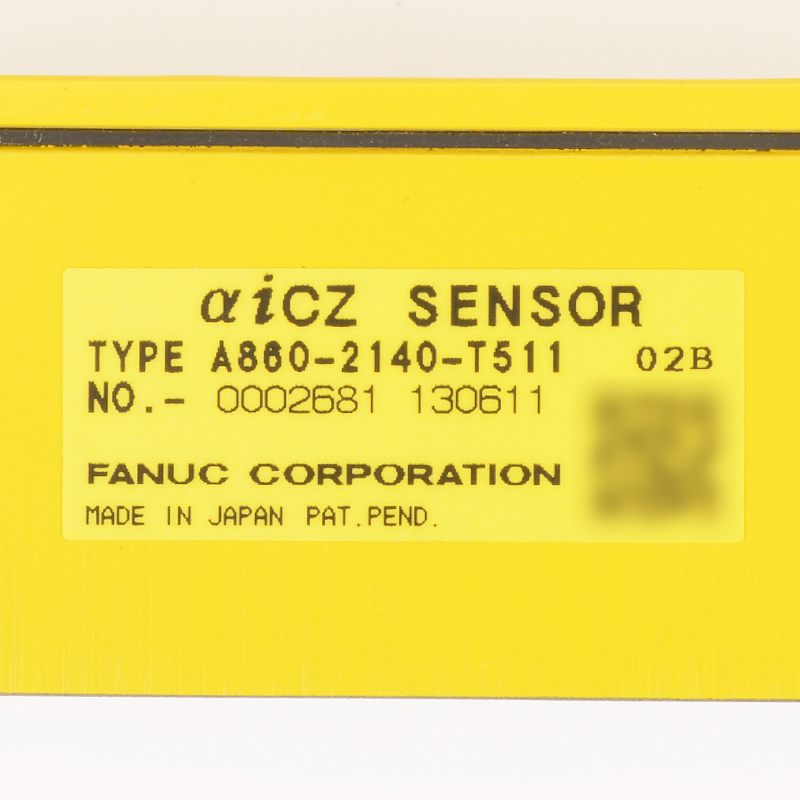 αiCZ SENSOR
TYPE A860-2140-T511 02B
NO.- 0002681 130611
FANUC CORPORATION
MADE IN JAPAN PAT.PEND.